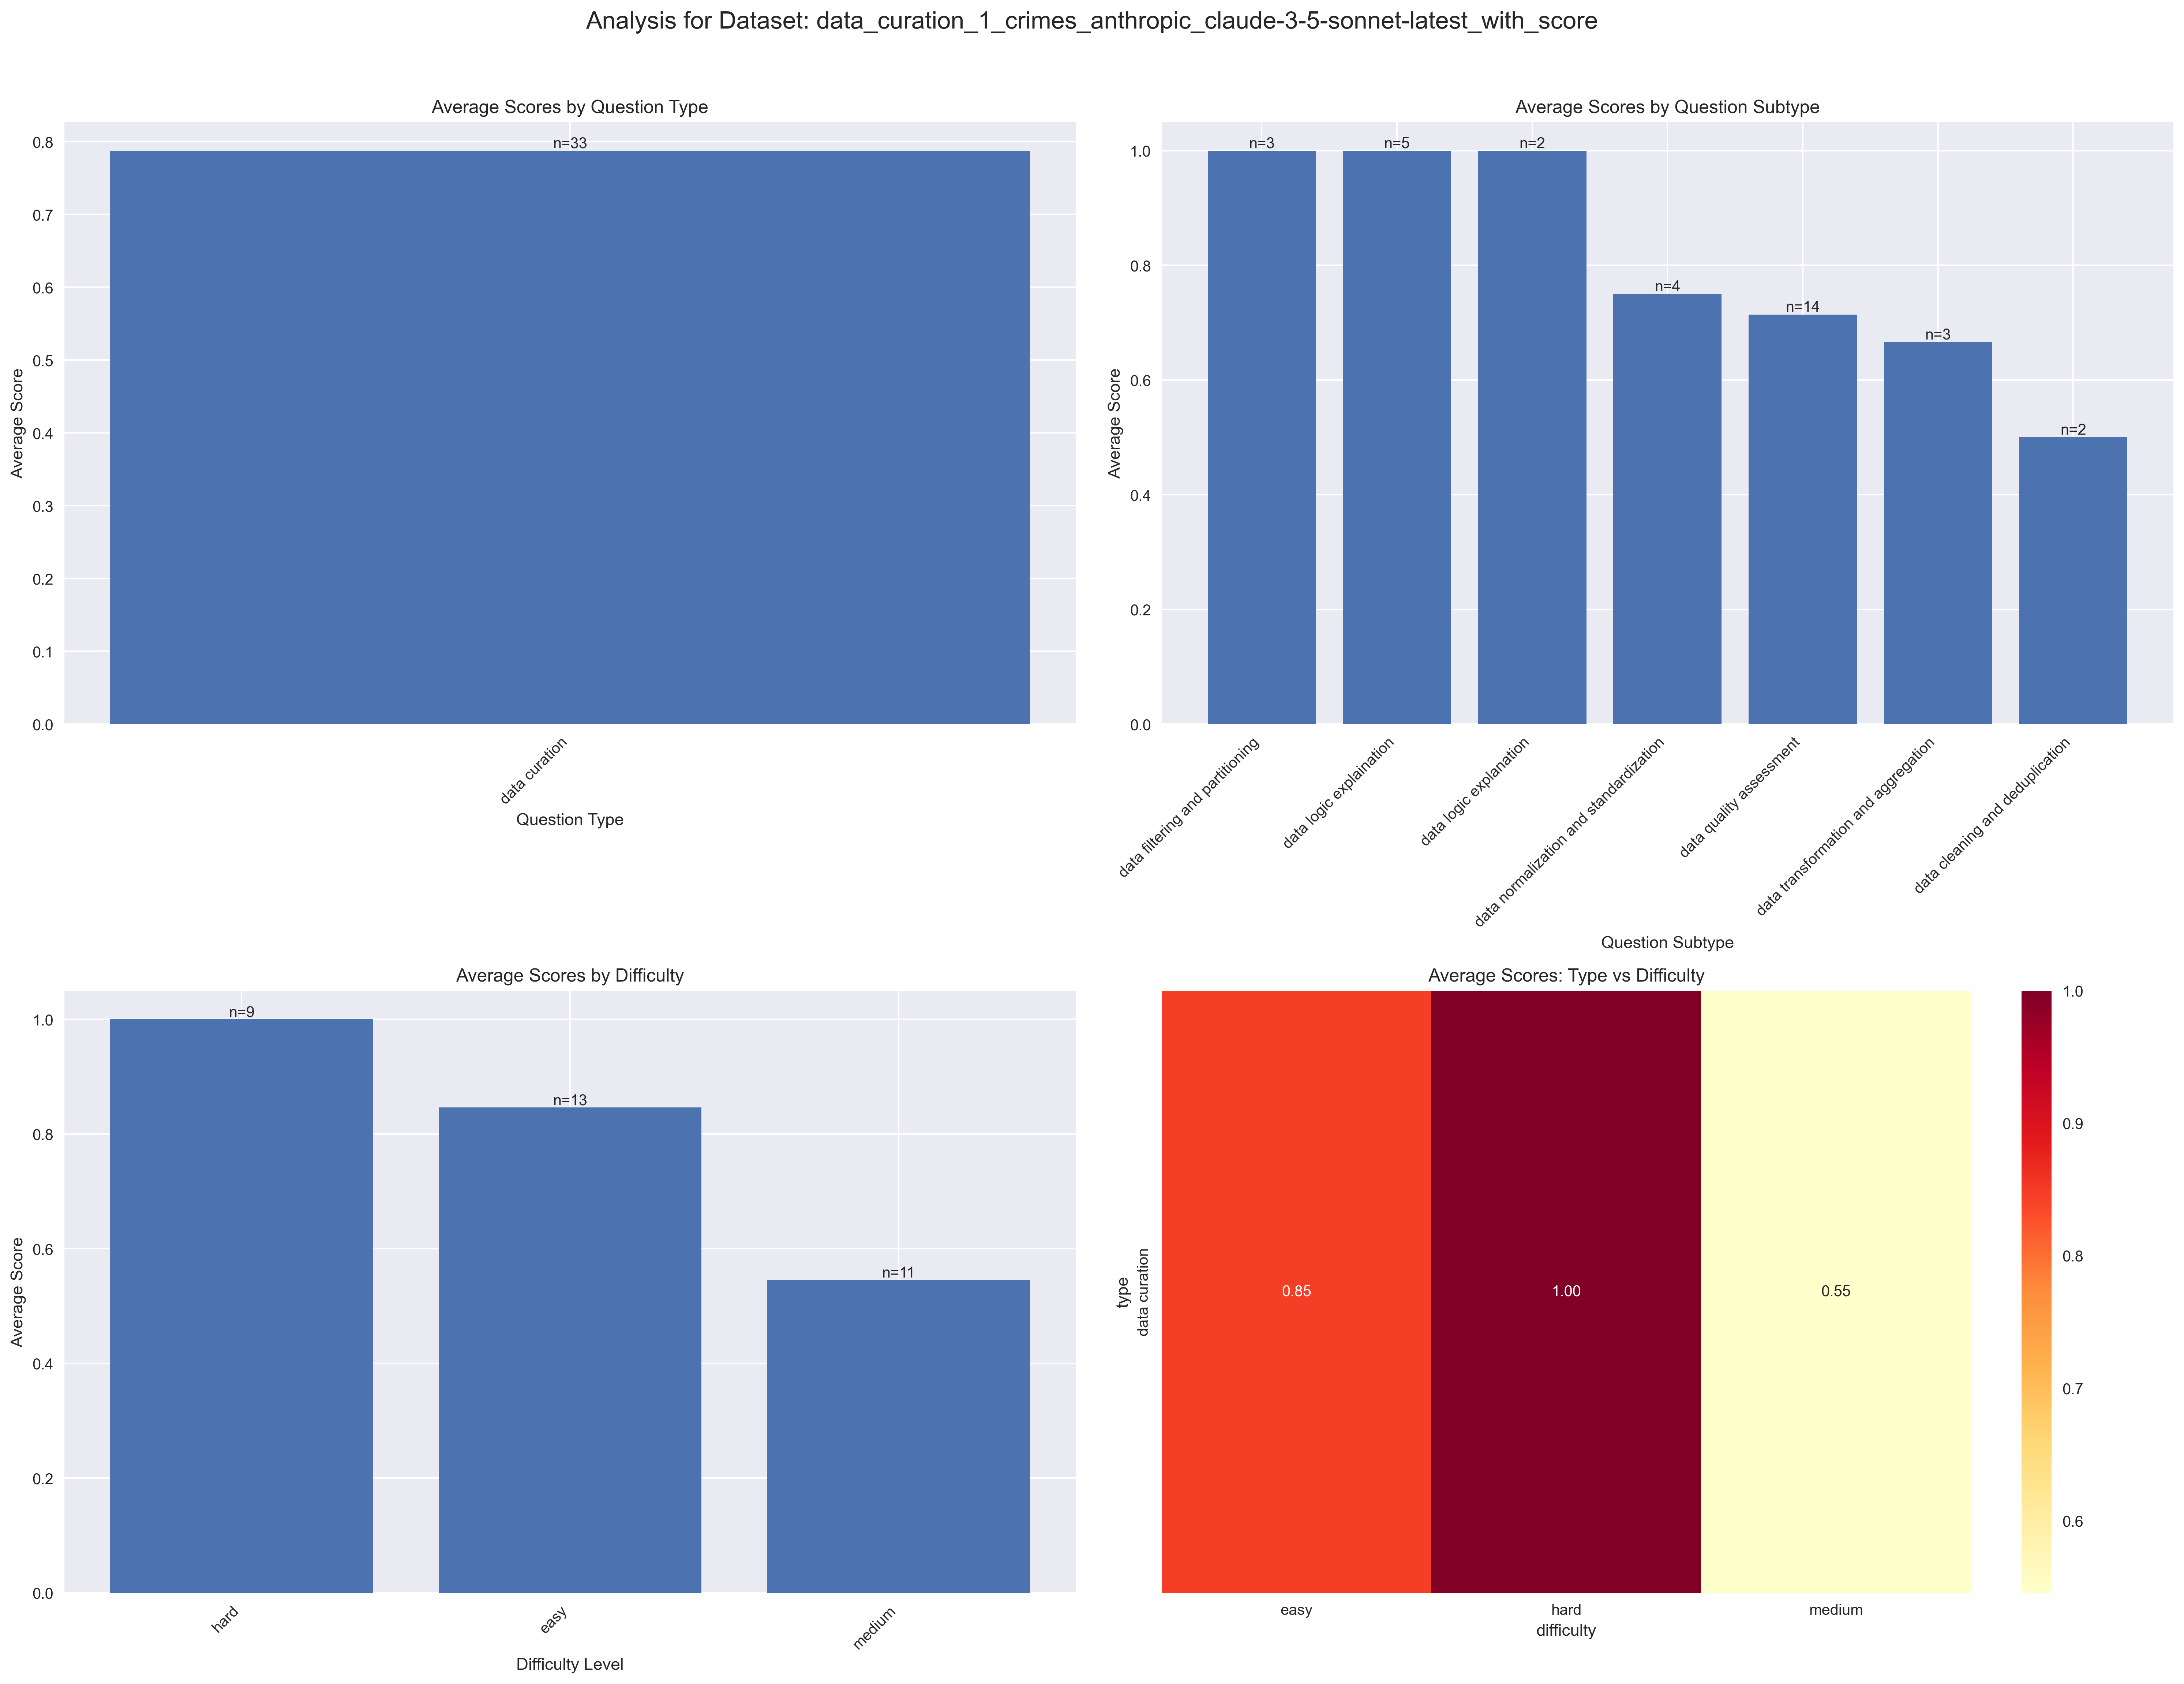 Analysis for Dataset: data_curation_1_crimes_anthropic_claude-3-5-sonnet-latest_with_score
Average Scores by Question Type
0.8
0.7
0.6
0.5
0.4
0.3
0.2
0.1
0.0
Average Score
n=33
data curation
Question Type
Average Scores by Question Subtype
1.0
0.8
0.6
0.4
0.2
0.0
Average Score
n=3
n=5
n=2
n=4
n=14
n=3
n=2
data filtering and partitioning
data logic explaination
data logic explanation
data normalization and standardization
data quality assessment
data transformation and aggregation
data cleaning and deduplication
Question Subtype
Average Scores by Difficulty
1.0
0.8
0.6
0.4
0.2
0.0
Average Score
n=9
n=13
n=11
hard
easy
medium
Difficulty Level
Average Scores: Type vs Difficulty
type
data curation
0.85
1.00
0.55
easy
hard
medium
difficulty
1.0
0.9
0.8
0.7
0.6